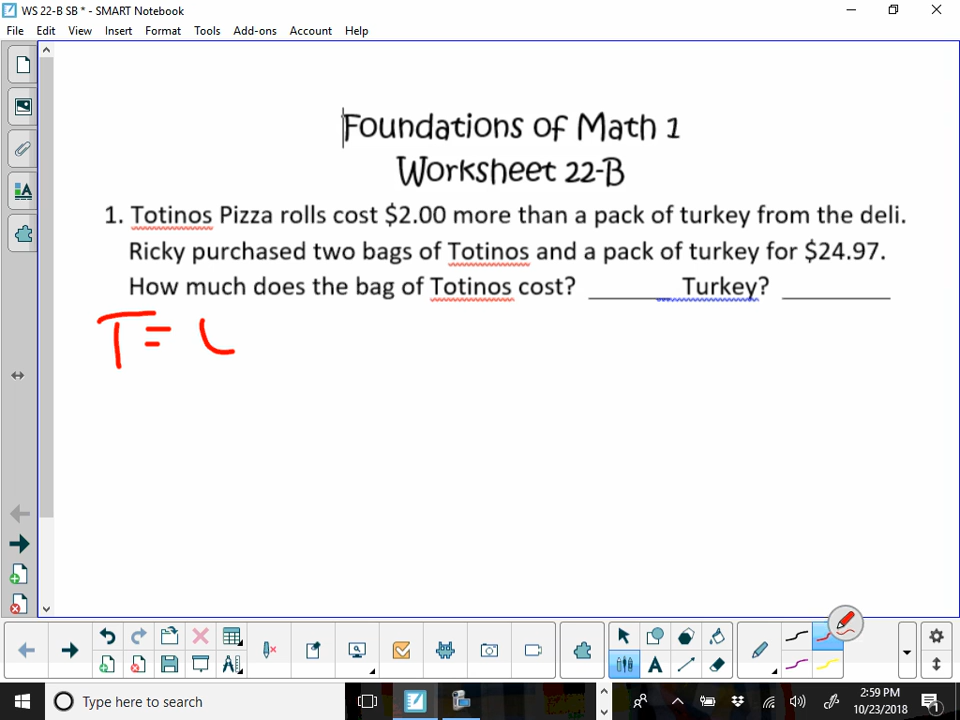 WS 22-B SB * - SMART Notebook
File Edit View Insert Format Tools Add-ons Account Help
Foundations of Math 1
Worksheet 22-B
1. Totinos Pizza rolls cost $2.00 more than a pack of turkey from the deli.
Ricky purchased two bags of Totinos and a pack of turkey for $24.97.
How much does the bag of Totinos cost? ______ Turkey? ______
T=
Type here to search
2:59 PM
10/23/2018
1